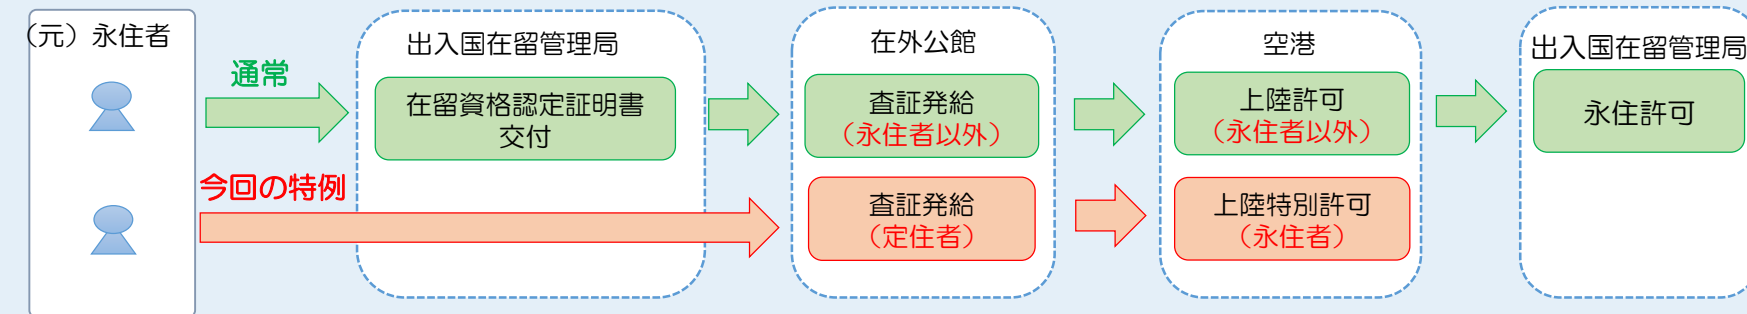 （元）永住者
通常
今回の特例
出入国在留管理局
在留資格認定証明書
交付
在外公館
査証発給
（永住者以外）
査証発給
（定住者）
空港
上陸許可
（永住者以外）
上陸特別許可
（永住者）
出入国在留管理局
永住許可